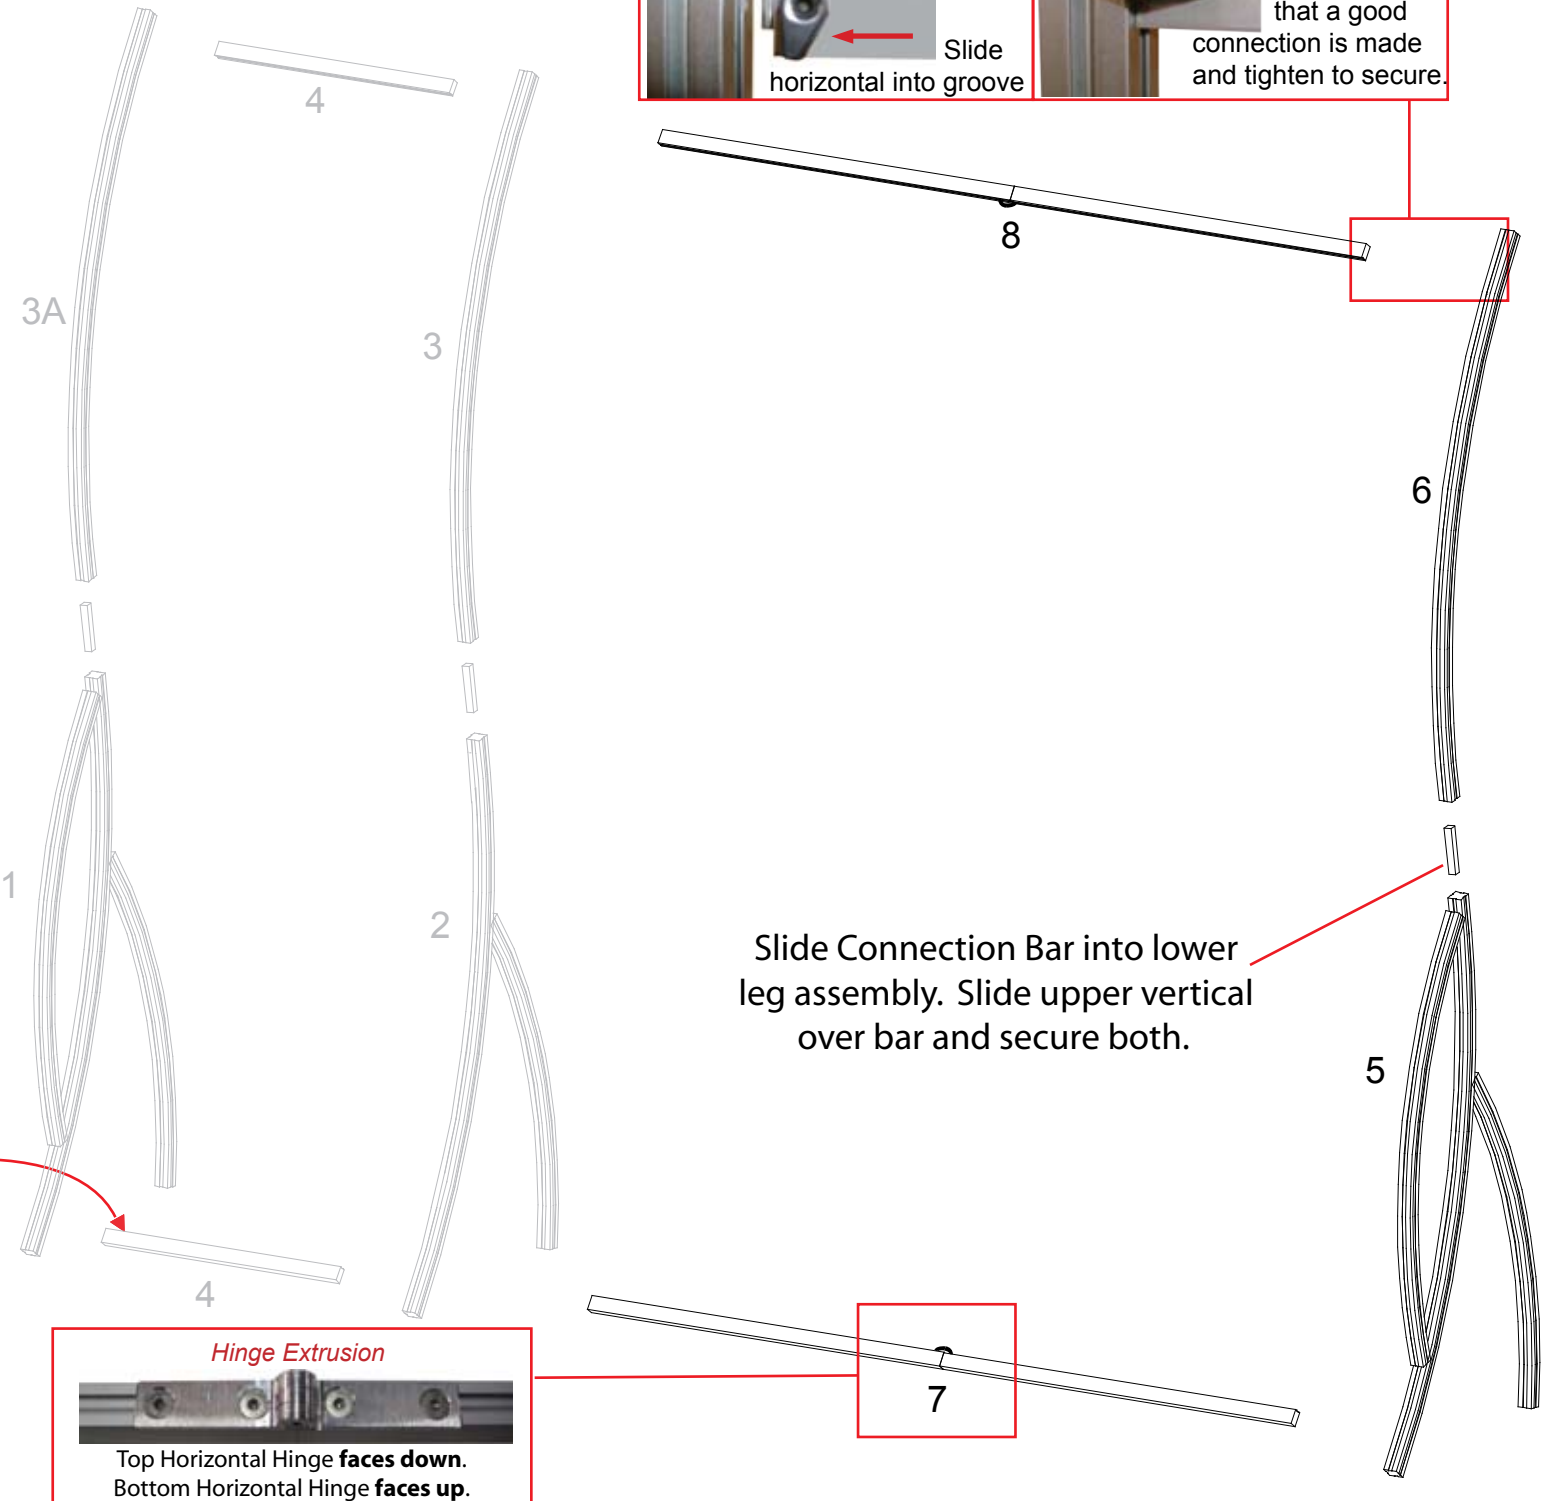 that a good
connection is made
and tighten to secure.
Slide
horizontal into groove
4
8
3A
3
6
1
2
Slide Connection Bar into lower
leg assembly. Slide upper vertical
over bar and secure both.
5
4
Hinge Extrusion
7
Top Horizontal Hinge faces down.
Bottom Horizontal Hinge faces up.